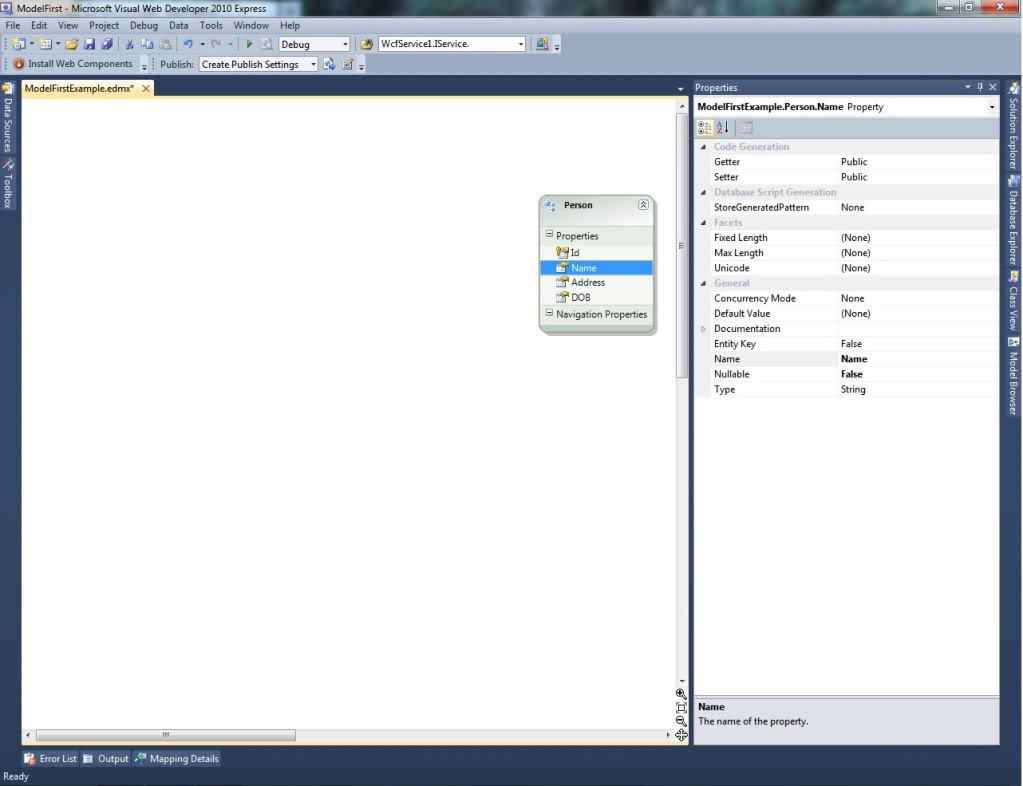 ModelFirst - Microsoft Visual Web Developer 2010 Express
File Edit View Project Debug Data Tools Window Help
Debug WcfService1.IService.
Install Web Components Publish: Create Publish Settings
ModelFirstExample.edmx*
Data Sources
Toolbox
Person
Properties
Id
Name
Address
DOB
Navigation Properties
Properties
ModelFirstExample.Person.Name Property
Code Generation
Getter Public
Setter Public
Database Script Generation
StoreGeneratedPattern None
Facets
Fixed Length (None)
Max Length (None)
Unicode (None)
General
Concurrency Mode None
Default Value (None)
Documentation
Entity Key False
Name Name
Nullable False
Type String
Name
The name of the property.
Solution Explorer
Database Explorer
Class View
Model Browser
Error List Output Mapping Details
Ready